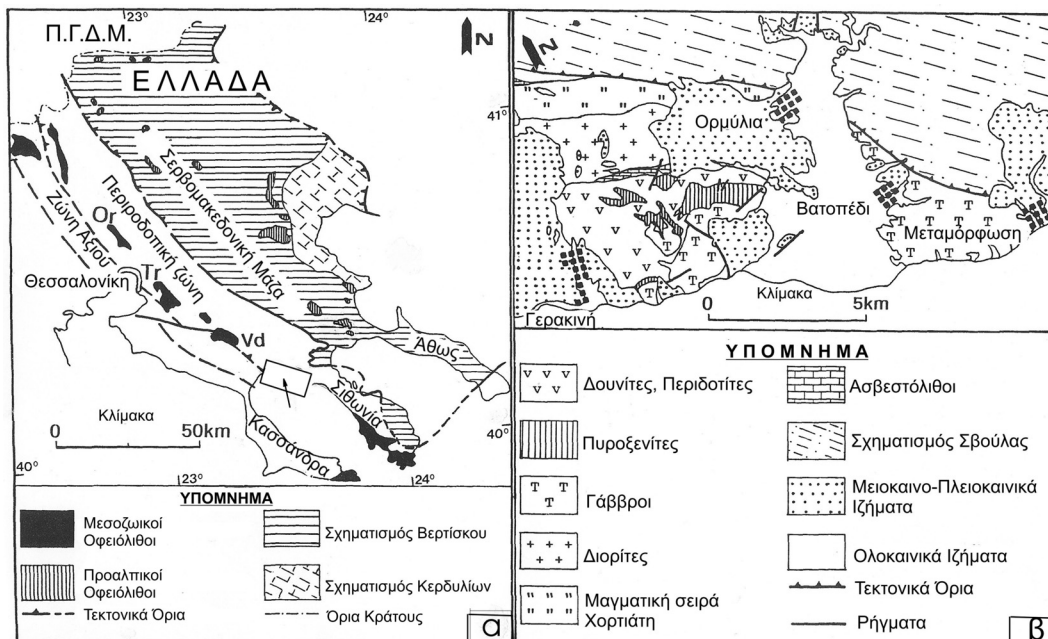 23°
24°
Π.Γ.Δ.Μ.
N
ΕΛΛΑΔΑ
41°
Σερβομακεδονική Μάζα
Περιροδοπική ζώνη
Ζώνη Αξιού
Or
Tr
Θεσσαλονίκη
Vd
Άθως
Σιθωνία
Κασσάνδρα
Κλίμακα
0 50km
40°
40°
23°
24°
ΥΠΟΜΝΗΜΑ
Μεσοζωικοί
Οφειόλιθοι
Σχηματισμός Βερτίσκου
Προαλπικοί
Οφειόλιθοι
Σχηματισμός Κερδυλίων
Τεκτονικά Όρια
Όρια Κράτους
α
N
Ορμύλια
Βατοπέδι
Μεταμόρφωση
Γερακινή
Κλίμακα
0 5km
ΥΠΟΜΝΗΜΑ
Δουνίτες, Περιδοτίτες
Ασβεστόλιθοι
Πυροξενίτες
Σχηματισμός Σβούλας
Γάββροι
Μειοκαινο-Πλειοκαινικά
Ιζήματα
Διορίτες
Ολοκαινικά Ιζήματα
Μαγματική σειρά
Χορτιάτη
Τεκτονικά Όρια
Ρήγματα
β